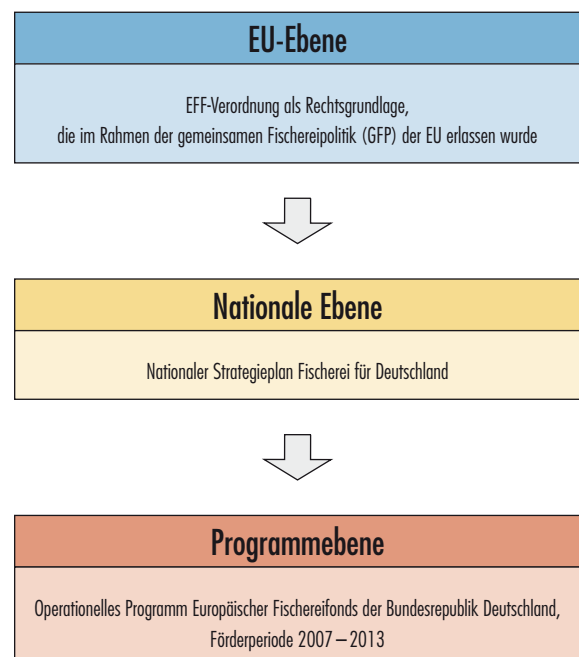 EU-Ebene
EFF-Verordnung als Rechtsgrundlage,
die im Rahmen der gemeinsamen Fischereipolitik (GFP) der EU erlassen wurde
Nationale Ebene
Nationaler Strategieplan Fischerei für Deutschland
Programmebene
Operationelles Programm Europäischer Fischereifonds der Bundesrepublik Deutschland,
Förderperiode 2007 – 2013